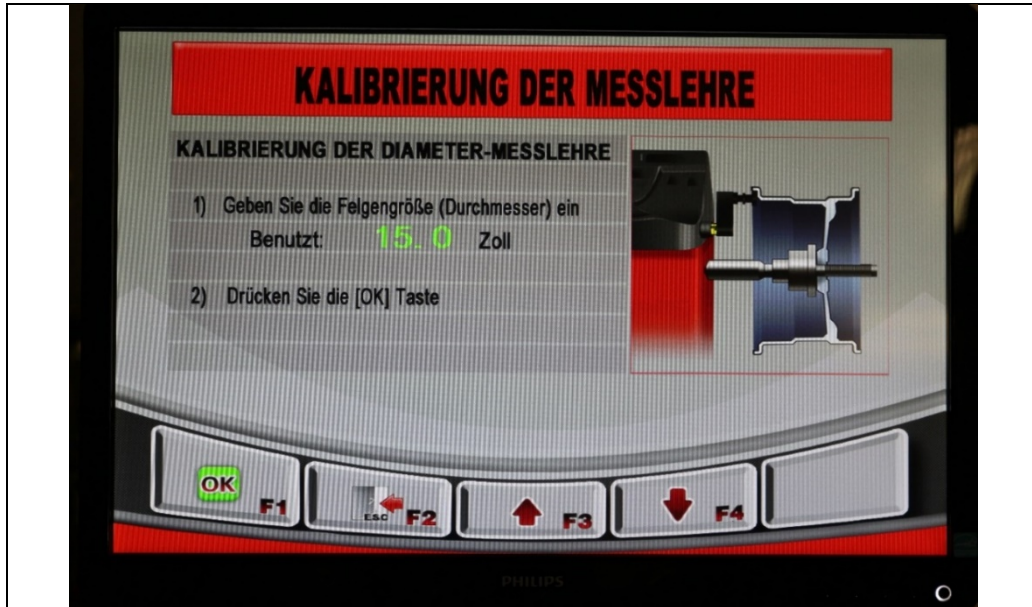 KALIBRIERUNG DER MESSLEHRE
KALIBRIERUNG DER DIAMETER-MESSLEHRE
1) Geben Sie die Felgengröße (Durchmesser) ein
Benutzt: 15.0 Zoll
2) Drücken Sie die [OK] Taste
OK F1
ESC F2
F3
F4
PHILIPS